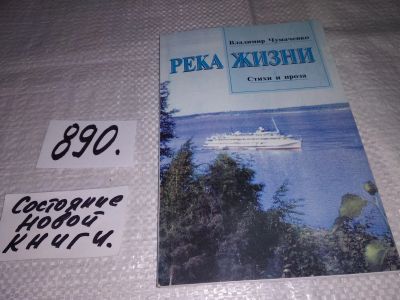 Владимир Чумаченко
РЕКА ЖИЗНИ
Стихи и проза
890.
Состояние
новой
книги.